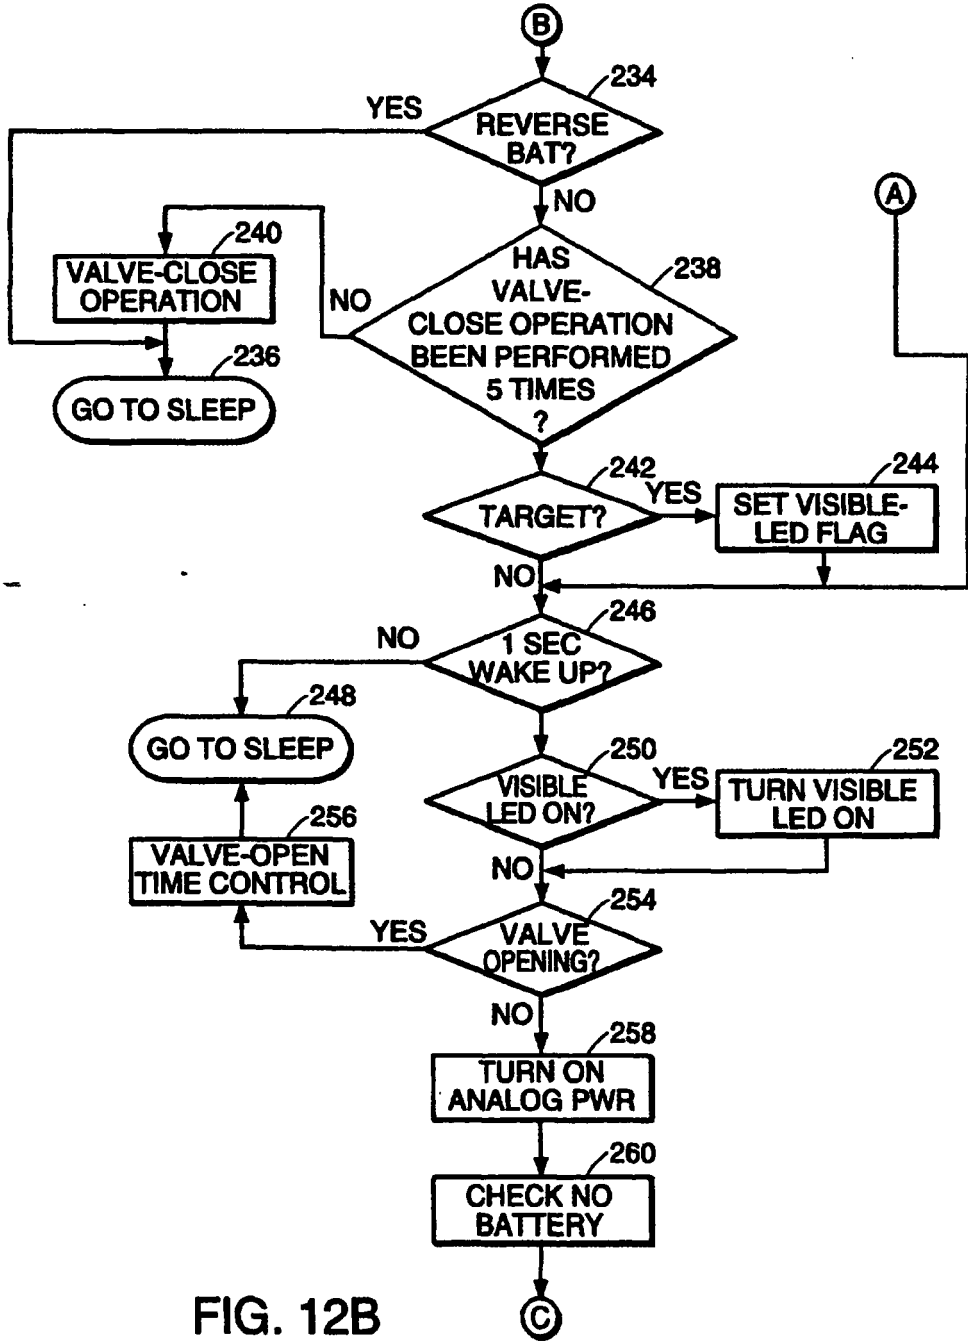 B
234
YES
REVERSE
BAT?
NO
A
240
VALVE-CLOSE
OPERATION
NO
HAS
VALVE-
CLOSE OPERATION
BEEN PERFORMED
5 TIMES
?
238
236
GO TO SLEEP
242
TARGET?
YES
244
SET VISIBLE-
LED FLAG
NO
246
1 SEC
WAKE UP?
NO
248
GO TO SLEEP
250
VISIBLE
LED ON?
YES
252
TURN VISIBLE
LED ON
256
VALVE-OPEN
TIME CONTROL
NO
254
VALVE
OPENING?
YES
NO
258
TURN ON
ANALOG PWR
260
CHECK NO
BATTERY
C
FIG. 12B